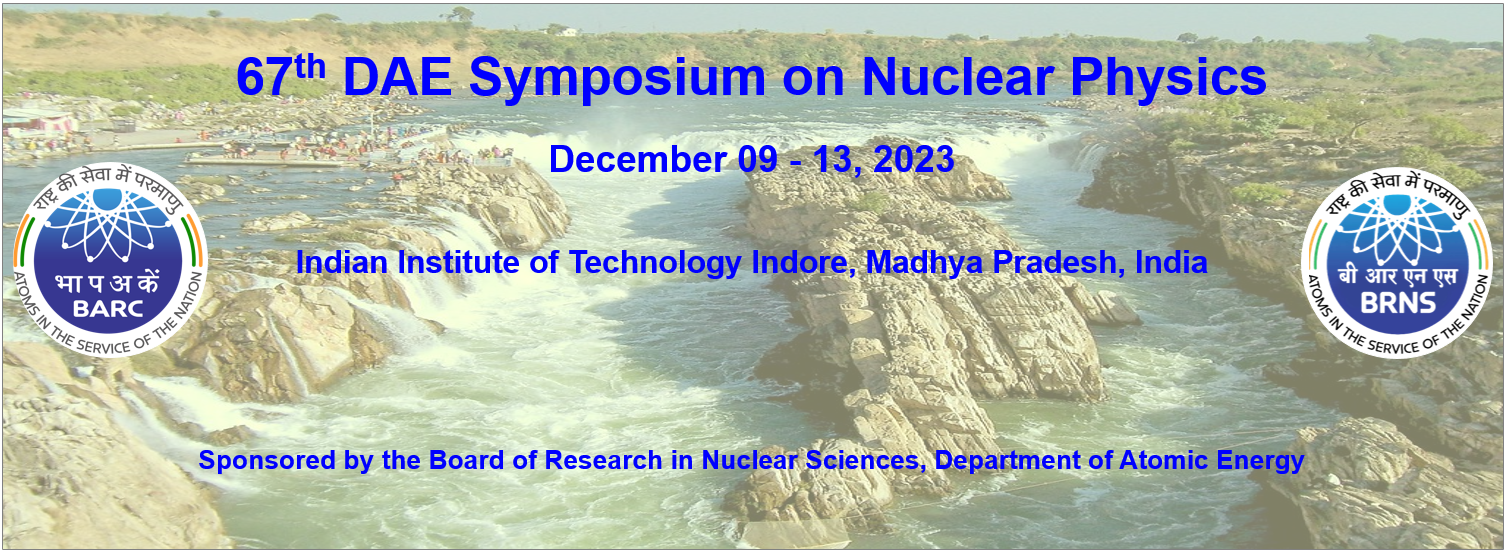 67th DAE Symposium on Nuclear Physics
December 09 - 13, 2023
राष्ट्र की सेवा में परमाणु
भा प अ कें
BARC
ATOMS IN THE SERVICE OF THE NATION
Indian Institute of Technology Indore, Madhya Pradesh, India
राष्ट्र की सेवा में परमाणु
बी आर एन एस
BRNS
ATOMS IN THE SERVICE OF THE NATION
Sponsored by the Board of Research in Nuclear Sciences, Department of Atomic Energy